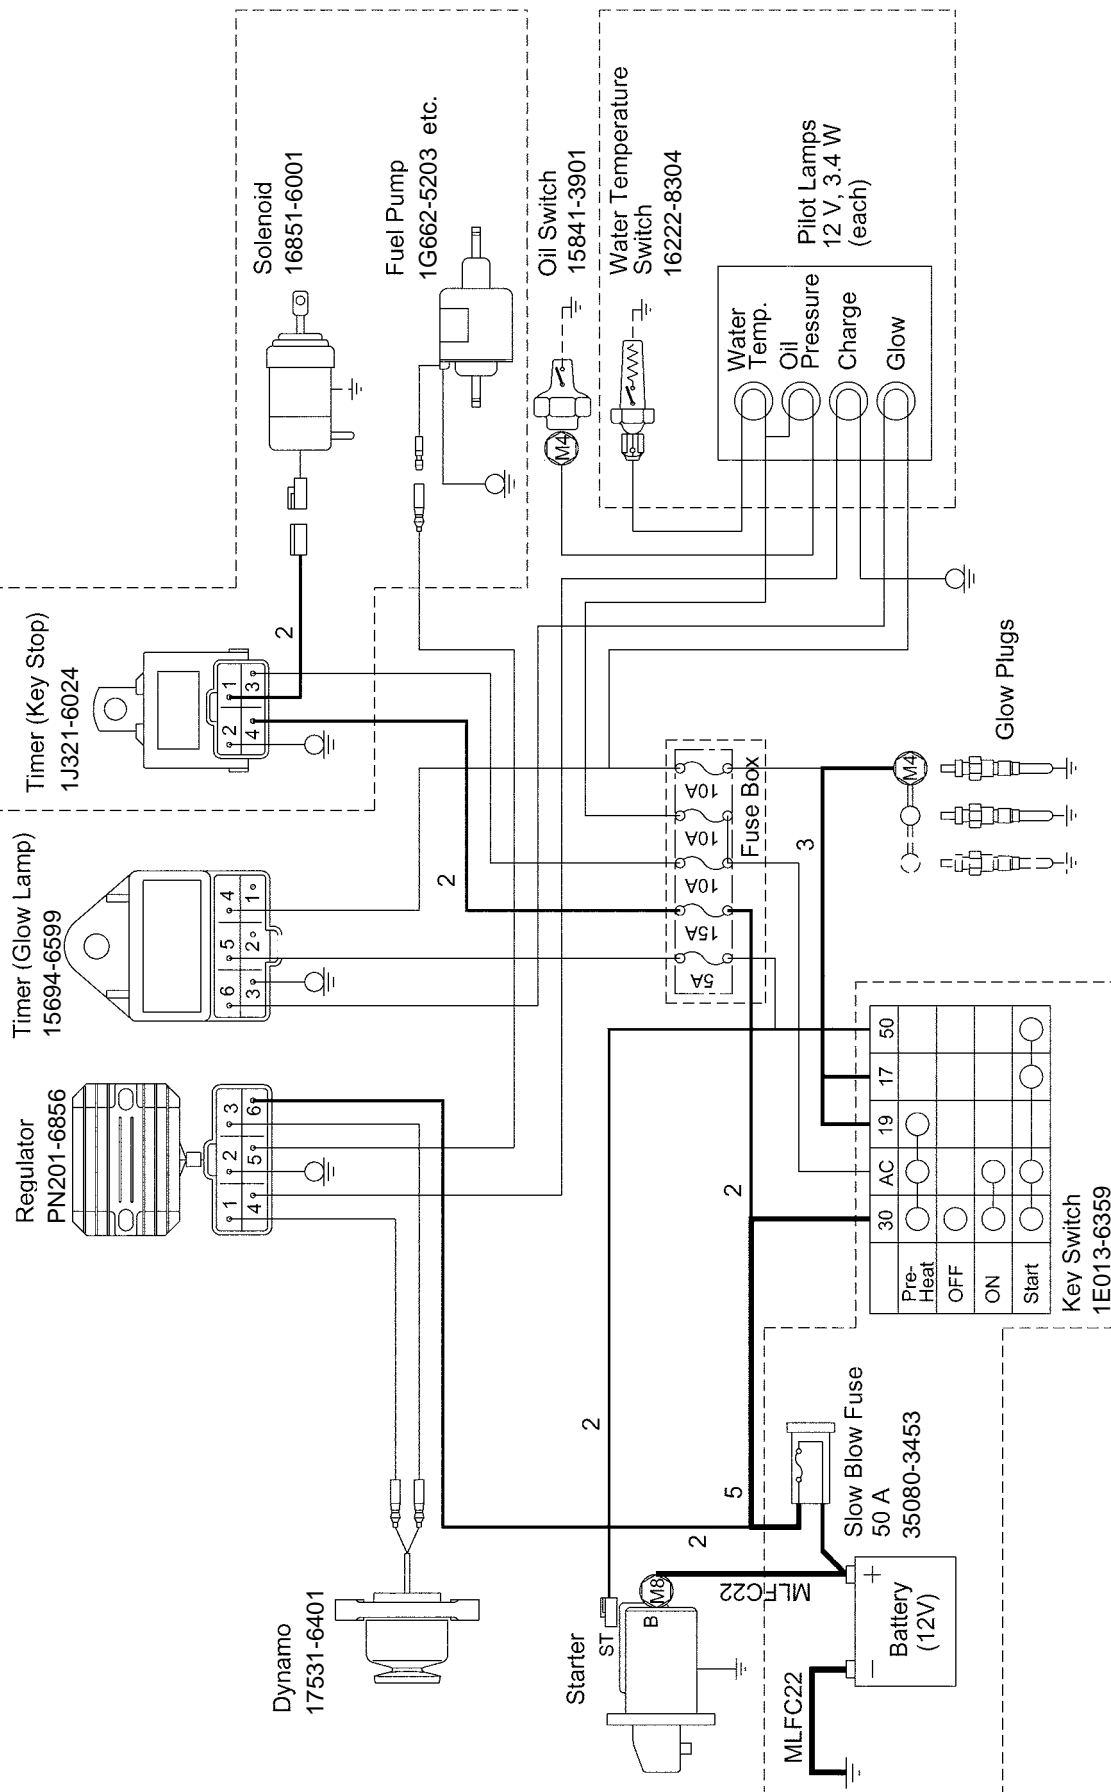 Solenoid
16851-6001
Fuel Pump
1G662-5203 etc.
Oil Switch
15841-3901
Water Temperature
Switch
16222-8304
Pilot Lamps
12 V, 3.4 W
(each)
Water
Temp.
Oil
Pressure
Charge
Glow
M4
Timer (Key Stop)
1J321-6024
2 1
4 3
2
Timer (Glow Lamp)
15694-6599
6 5 4
3 2 1
2
Regulator
PN201-6856
1 2 3
4 5 6
5A
15A
10A
10A
10A
Fuse Box
M4
Glow Plugs
3
2
30 AC 19 17 50
Pre-
Heat
OFF
ON
Start
Key Switch
1E013-6359
Dynamo
17531-6401
2
2
5
Starter
ST
B
M8
MLFC22
Slow Blow Fuse
50 A
35080-3453
+
−
Battery
(12V)
MLFC22